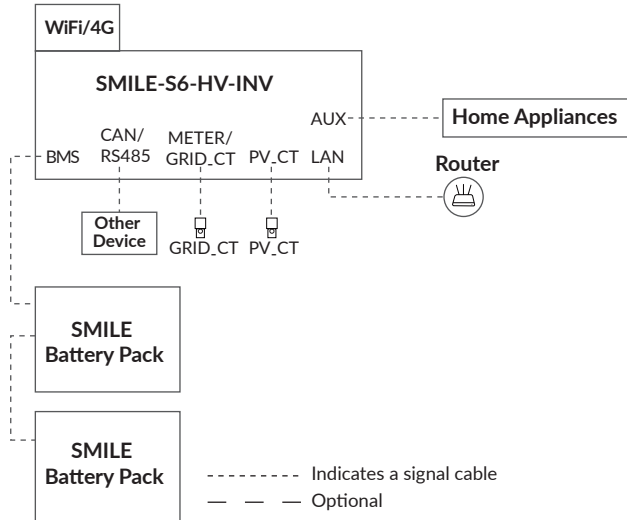 WiFi/4G
SMILE-S6-HV-INV
AUX
Home Appliances
BMS
CAN/
RS485
METER/
GRID_CT
PV_CT
LAN
Router
Other
Device
GRID_CT
PV_CT
SMILE
Battery Pack
SMILE
Battery Pack
Indicates a signal cable
Optional